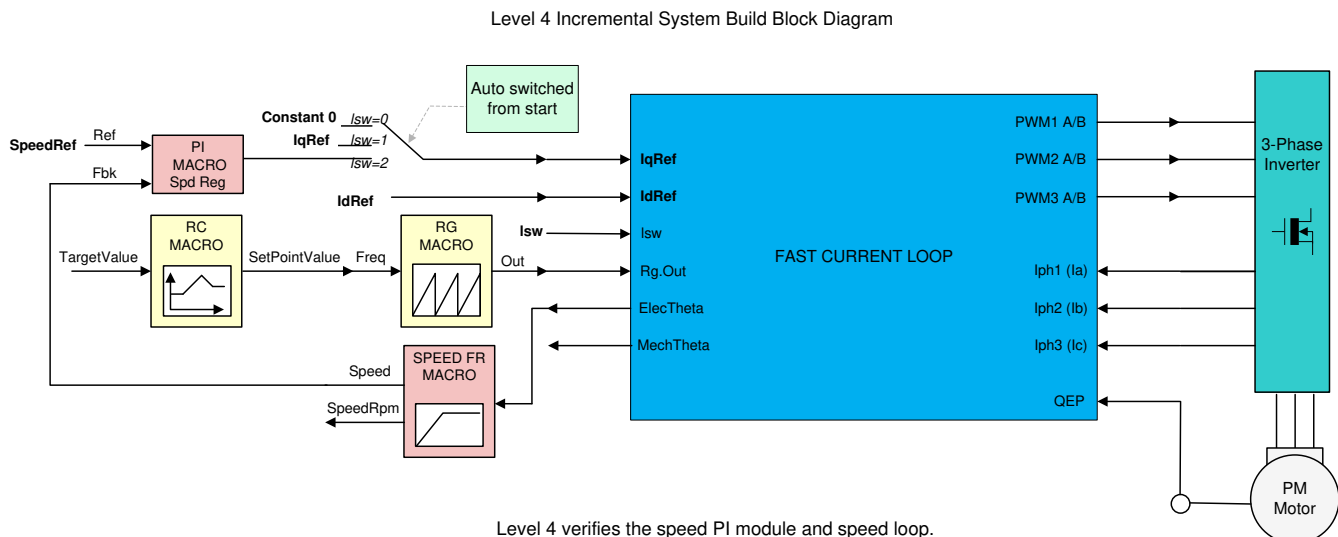 Level 4 Incremental System Build Block Diagram
Auto switched
from start
Constant 0
lsw=0
IqRef
lsw=1
lsw=2
SpeedRef
Ref
Fbk
PI
MACRO
Spd Reg
IdRef
Isw
TargetValue
RC
MACRO
SetPointValue
Freq
RG
MACRO
Out
Speed
SpeedRpm
SPEED FR
MACRO
IqRef
IdRef
Isw
Rg.Out
ElecTheta
MechTheta
FAST CURRENT LOOP
PWM1 A/B
PWM2 A/B
PWM3 A/B
Iph1 (Ia)
Iph2 (Ib)
Iph3 (Ic)
QEP
3-Phase
Inverter
PM
Motor
Level 4 verifies the speed PI module and speed loop.